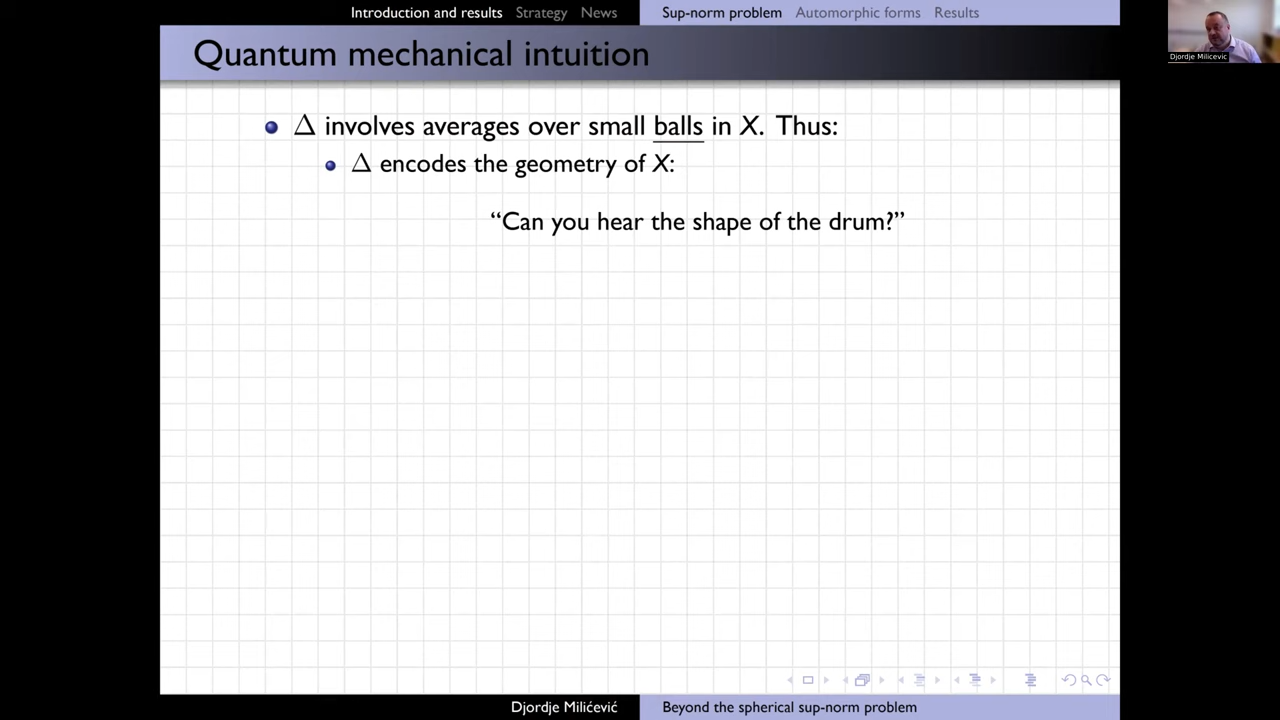 Introduction and results Strategy News Sup-norm problem Automorphic forms Results
Djordje Milicevic
Quantum mechanical intuition
Δ involves averages over small balls in X. Thus:
Δ encodes the geometry of X:
“Can you hear the shape of the drum?”
Djordje Milićević Beyond the spherical sup-norm problem